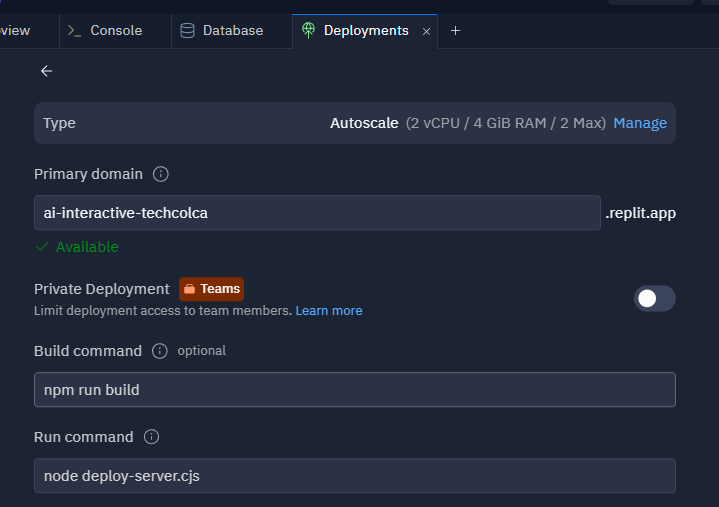 view Console Database Deployments × +
Type Autoscale (2 vCPU / 4 GiB RAM / 2 Max) Manage
Primary domain
ai-interactive-techcolca .replit.app
Available
Private Deployment Teams
Limit deployment access to team members. Learn more
Build command optional
npm run build
Run command
node deploy-server.cjs